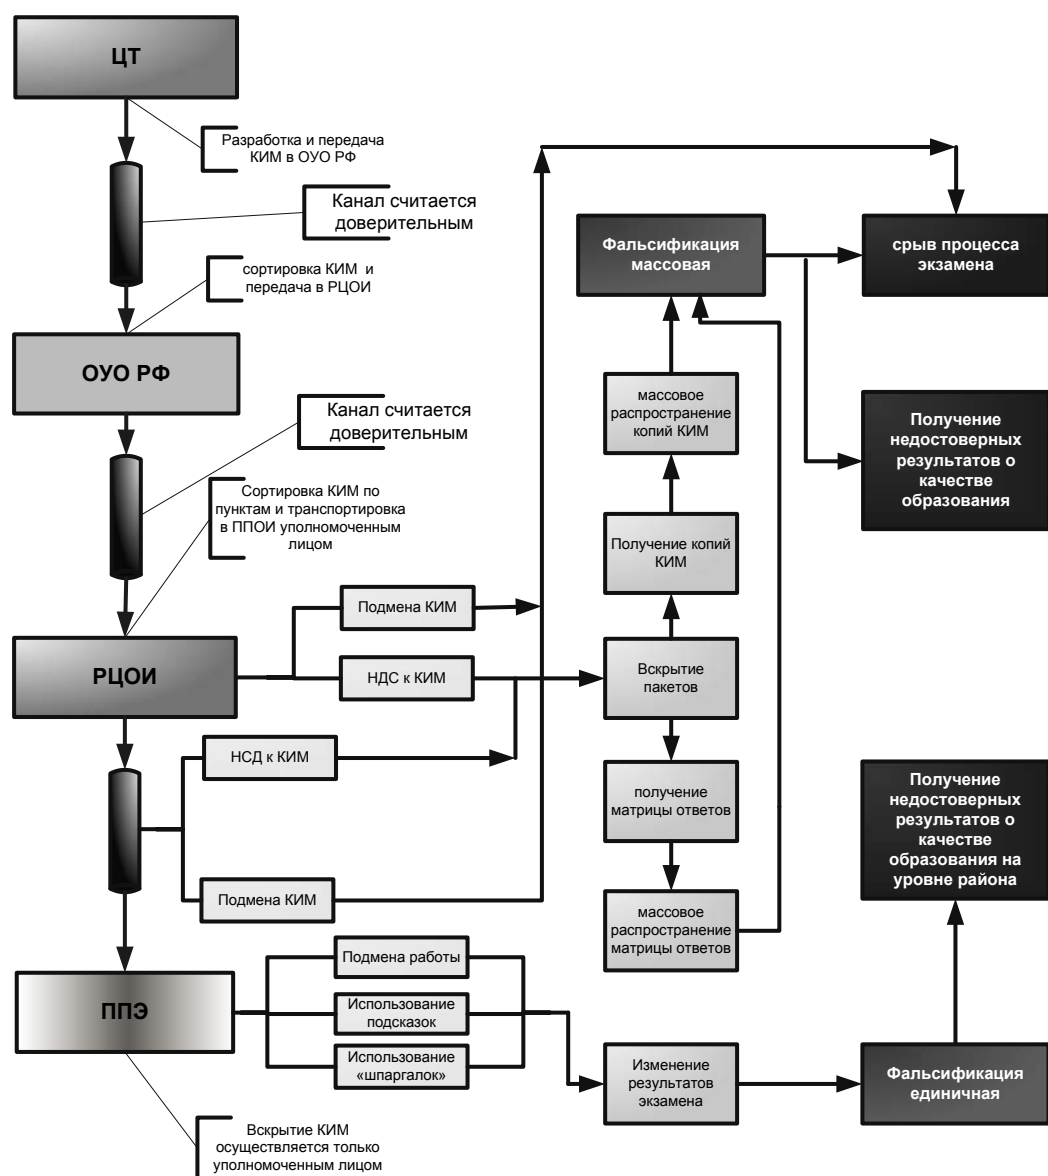 ЦТ
Разработка и передача
КИМ в ОУО РФ
Канал считается
доверительным
сортировка КИМ и
передача в РЦОИ
ОУО РФ
Канал считается
доверительным
Сортировка КИМ по
пунктам и транспортировка
в ППОИ уполномоченным
лицом
РЦОИ
Подмена КИМ
НДС к КИМ
НСД к КИМ
Подмена КИМ
ППЭ
Подмена работы
Использование
подсказок
Использование
«шпаргалок»
Вскрытие КИМ
осуществляется только
уполномоченным лицом
Фальсификация
массовая
массовое
распространение
копий КИМ
Получение копий
КИМ
Вскрытие
пакетов
получение
матрицы ответов
массовое
распространение
матрицы ответов
Изменение
результатов
экзамена
срыв процесса
экзамена
Получение
недостоверных
результатов о
качестве
образования
Получение
недостоверных
результатов о
качестве
образования на
уровне района
Фальсификация
единичная